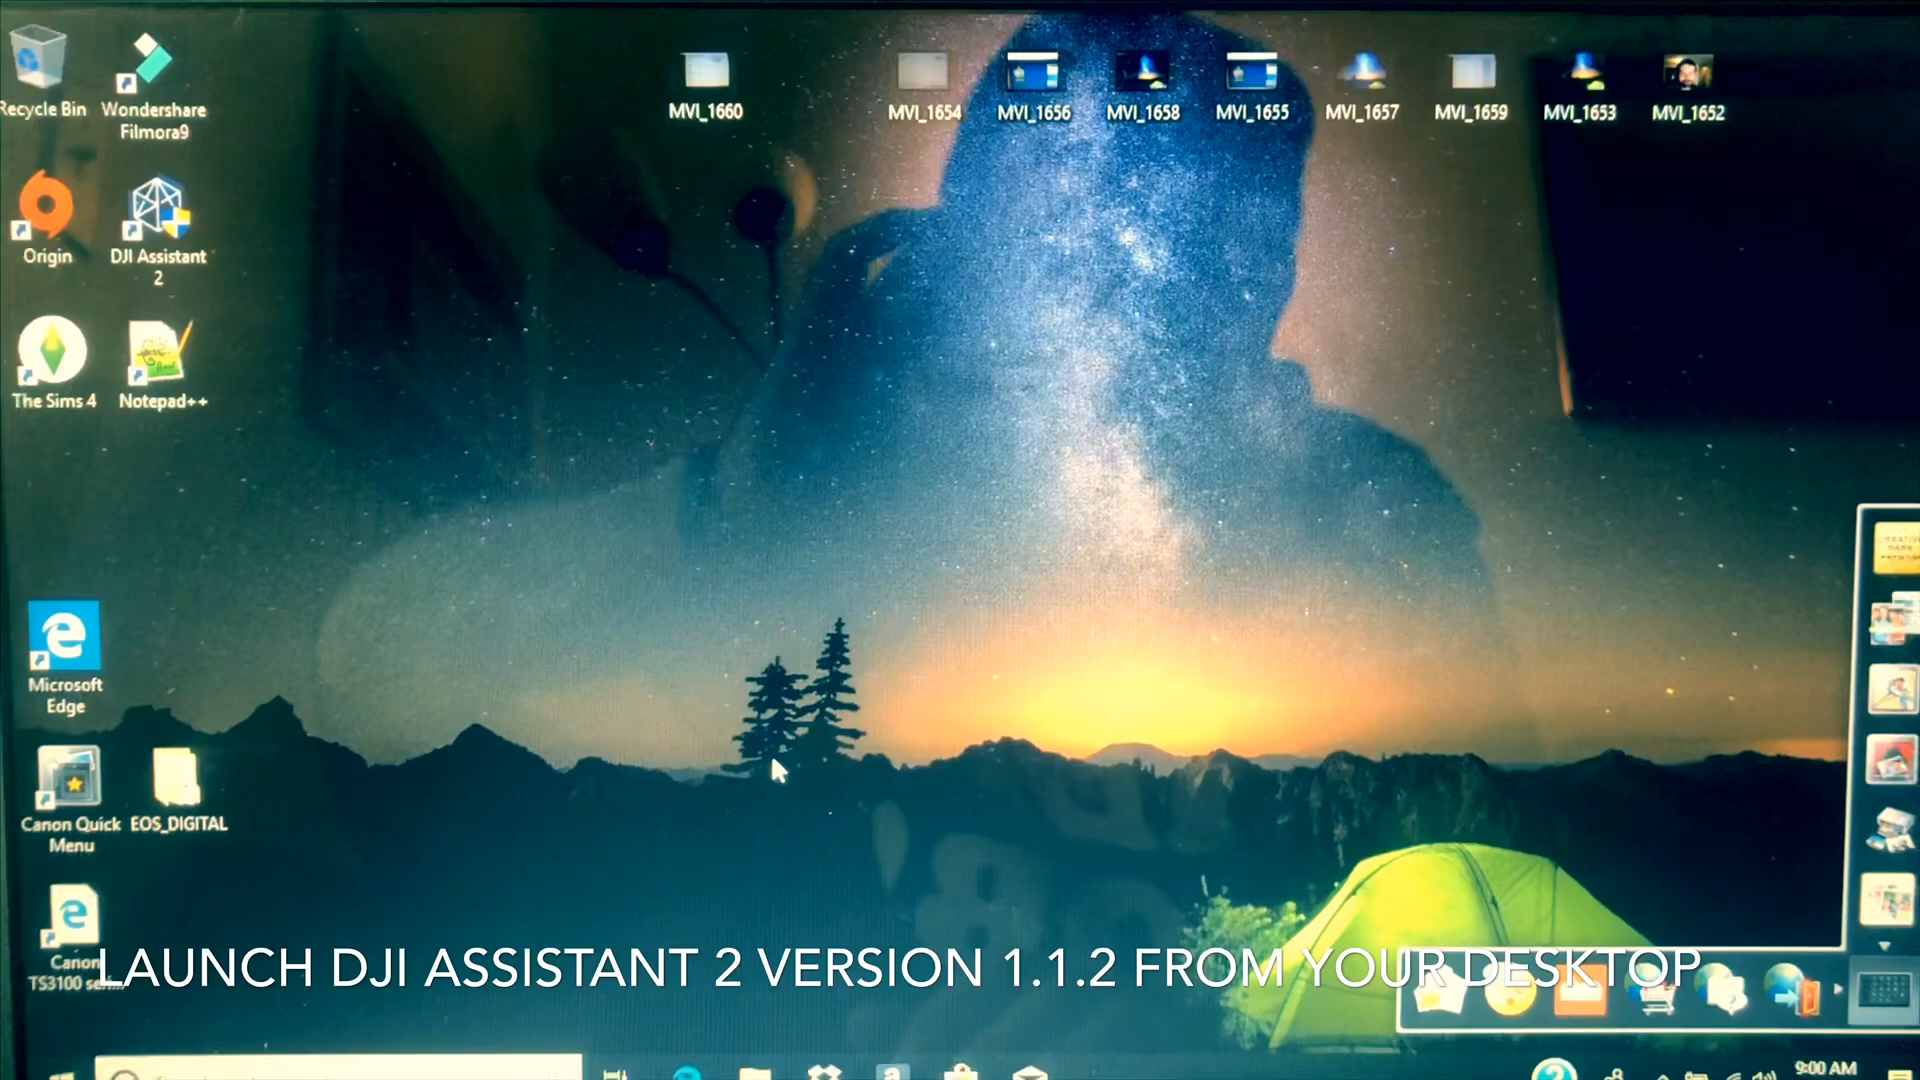 Recycle Bin
Wondershare
Filmora9
MVI_1660
MVI_1654
MVI_1656
MVI_1658
MVI_1655
MVI_1657
MVI_1659
MVI_1653
MVI_1652
Origin
DJI Assistant
2
The Sims 4
Notepad++
Microsoft
Edge
Canon Quick
Menu
EOS_DIGITAL
Canon
TS3100 se...
LAUNCH DJI ASSISTANT 2 VERSION 1.1.2 FROM YOUR DESKTOP
9:00 AM